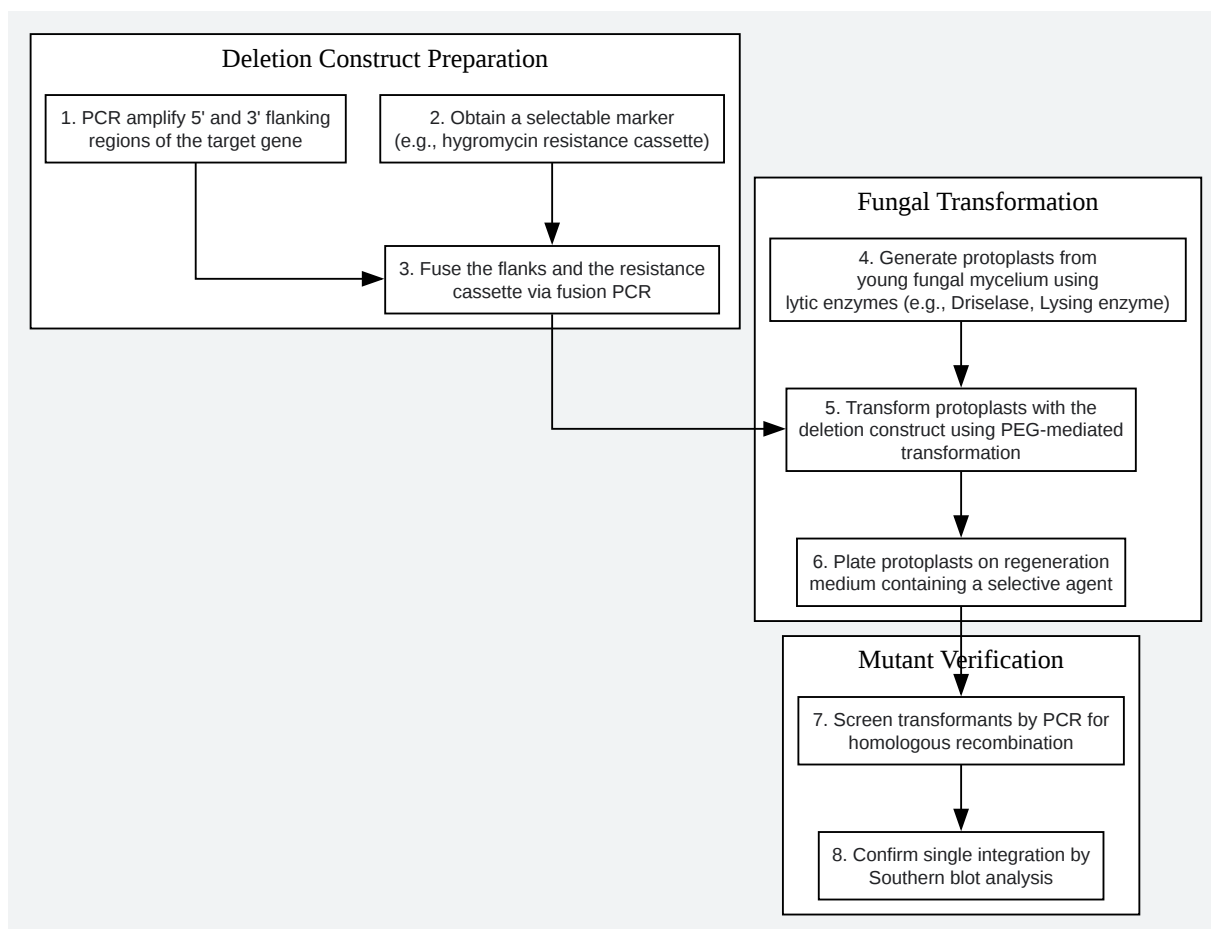 Deletion Construct Preparation
1. PCR amplify 5' and 3' flanking
regions of the target gene
2. Obtain a selectable marker
(e.g., hygromycin resistance cassette)
3. Fuse the flanks and the resistance
cassette via fusion PCR
Fungal Transformation
4. Generate protoplasts from
young fungal mycelium using
lytic enzymes (e.g., Driselase, Lysing enzyme)
5. Transform protoplasts with the
deletion construct using PEG-mediated
transformation
6. Plate protoplasts on regeneration
medium containing a selective agent
Mutant Verification
7. Screen transformants by PCR for
homologous recombination
8. Confirm single integration by
Southern blot analysis